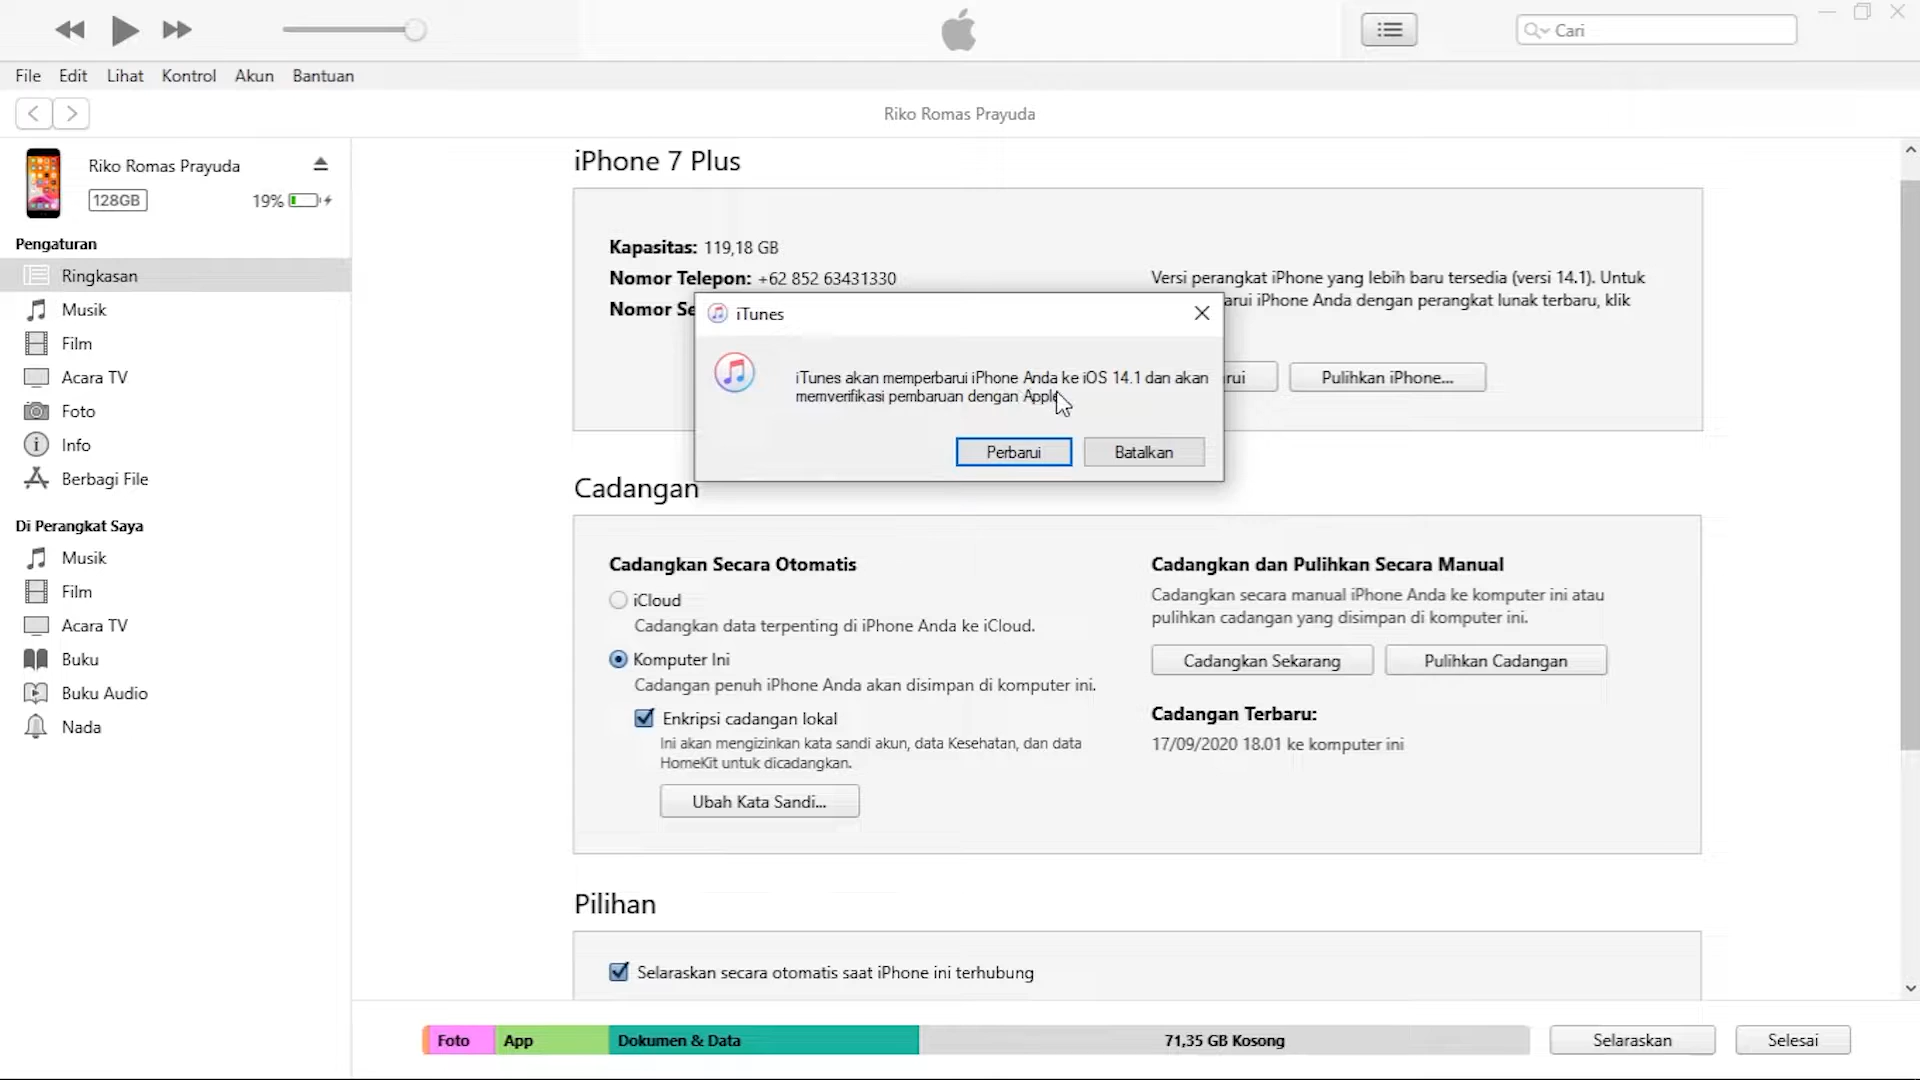 Cari
File Edit Lihat Kontrol Akun Bantuan
Riko Romas Prayuda
Riko Romas Prayuda
128GB
19%
Pengaturan
Ringkasan
Musik
Film
Acara TV
Foto
Info
Berbagi File
Di Perangkat Saya
Musik
Film
Acara TV
Buku
Buku Audio
Nada
iPhone 7 Plus
Kapasitas: 119,18 GB
Nomor Telepon: +62 852 63431330
Nomor
Versi perangkat iPhone yang lebih baru tersedia (versi 14.1). Untuk
iPhone Anda dengan perangkat lunak terbaru, klik
Pulihkan iPhone...
iTunes
iTunes akan memperbarui iPhone Anda ke iOS 14.1 dan akan
memverifikasi pembaruan dengan Apple
Perbarui
Batalkan
Cadangan
Cadangkan Secara Otomatis
iCloud
Cadangkan data terpenting di iPhone Anda ke iCloud.
Komputer Ini
Cadangan penuh iPhone Anda akan disimpan di komputer ini.
Enkripsi cadangan lokal
Ini akan mengizinkan kata sandi akun, data Kesehatan, dan data
HomeKit untuk dicadangkan.
Ubah Kata Sandi...
Cadangkan dan Pulihkan Secara Manual
Cadangkan secara manual iPhone Anda ke komputer ini atau
pulihkan cadangan yang disimpan di komputer ini.
Cadangkan Sekarang
Pulihkan Cadangan
Cadangan Terbaru:
17/09/2020 18.01 ke komputer ini
Pilihan
Selaraskan secara otomatis saat iPhone ini terhubung
Foto
App
Dokumen & Data
71,35 GB Kosong
Selaraskan
Selesai